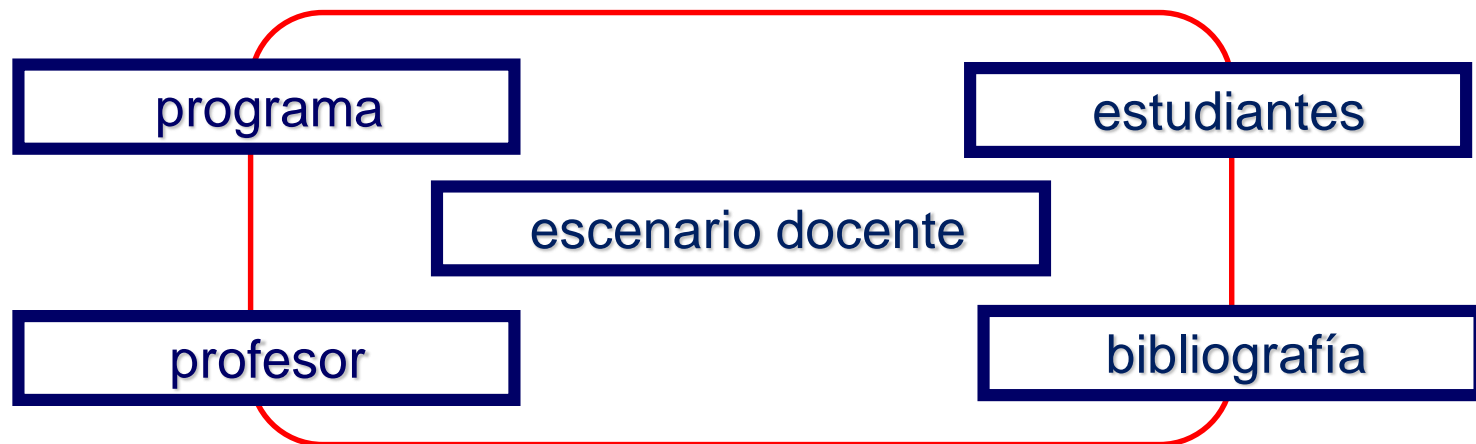 programa
estudiantes
escenario docente
profesor
bibliografía